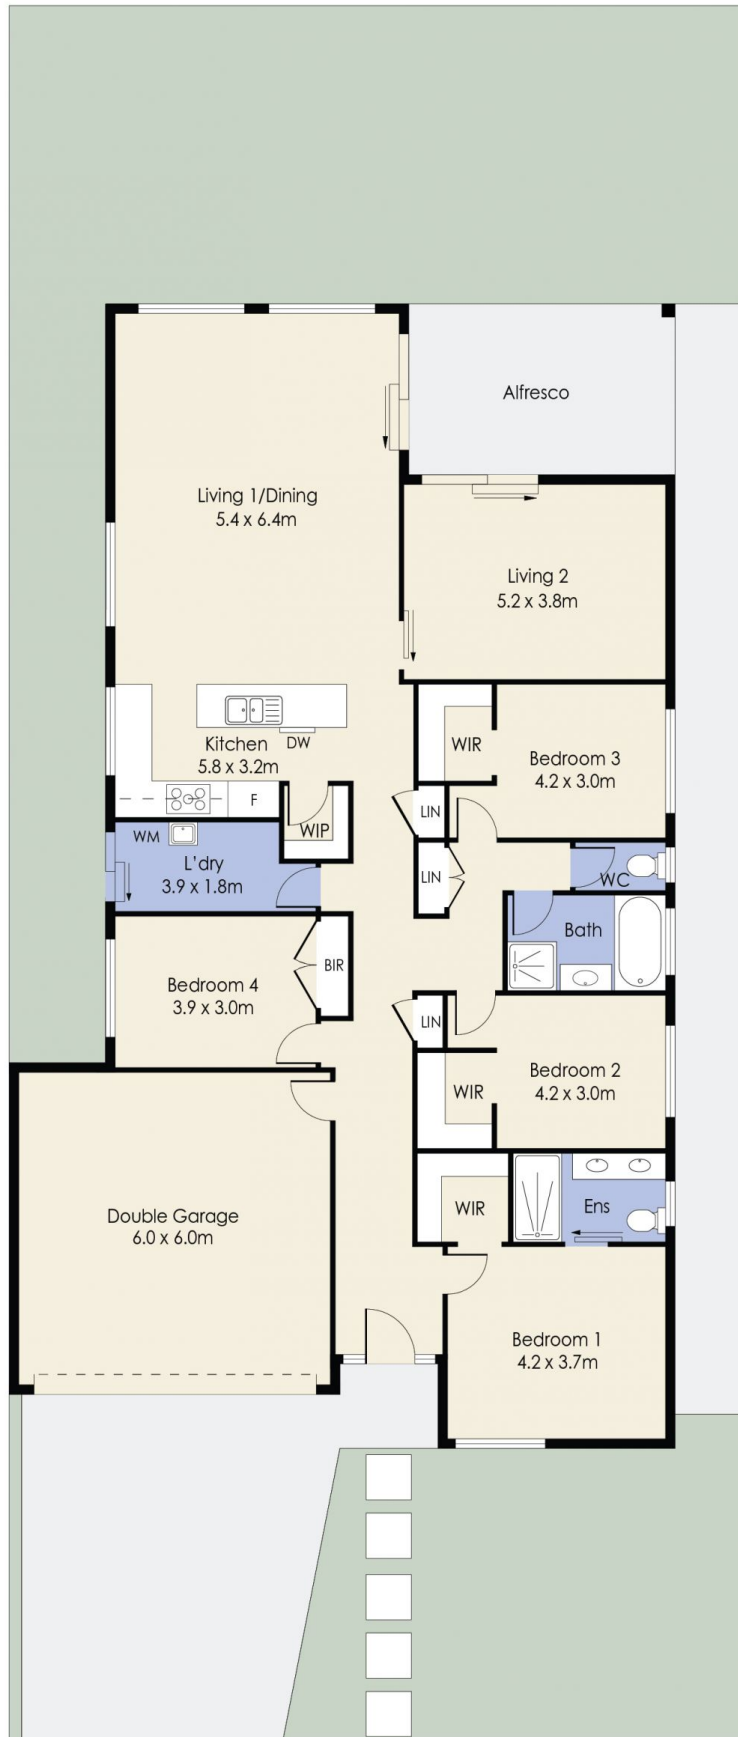 Alfresco
Living 1/Dining
5.4 x 6.4m
Living 2
5.2 x 3.8m
Kitchen
5.8 x 3.2m
DW
F
WIP
WIR
Bedroom 3
4.2 x 3.0m
LIN
WM
L'dry
3.9 x 1.8m
LIN
WC
Bath
Bedroom 4
3.9 x 3.0m
BIR
LIN
WIR
Bedroom 2
4.2 x 3.0m
WIR
Ens
Double Garage
6.0 x 6.0m
Bedroom 1
4.2 x 3.7m